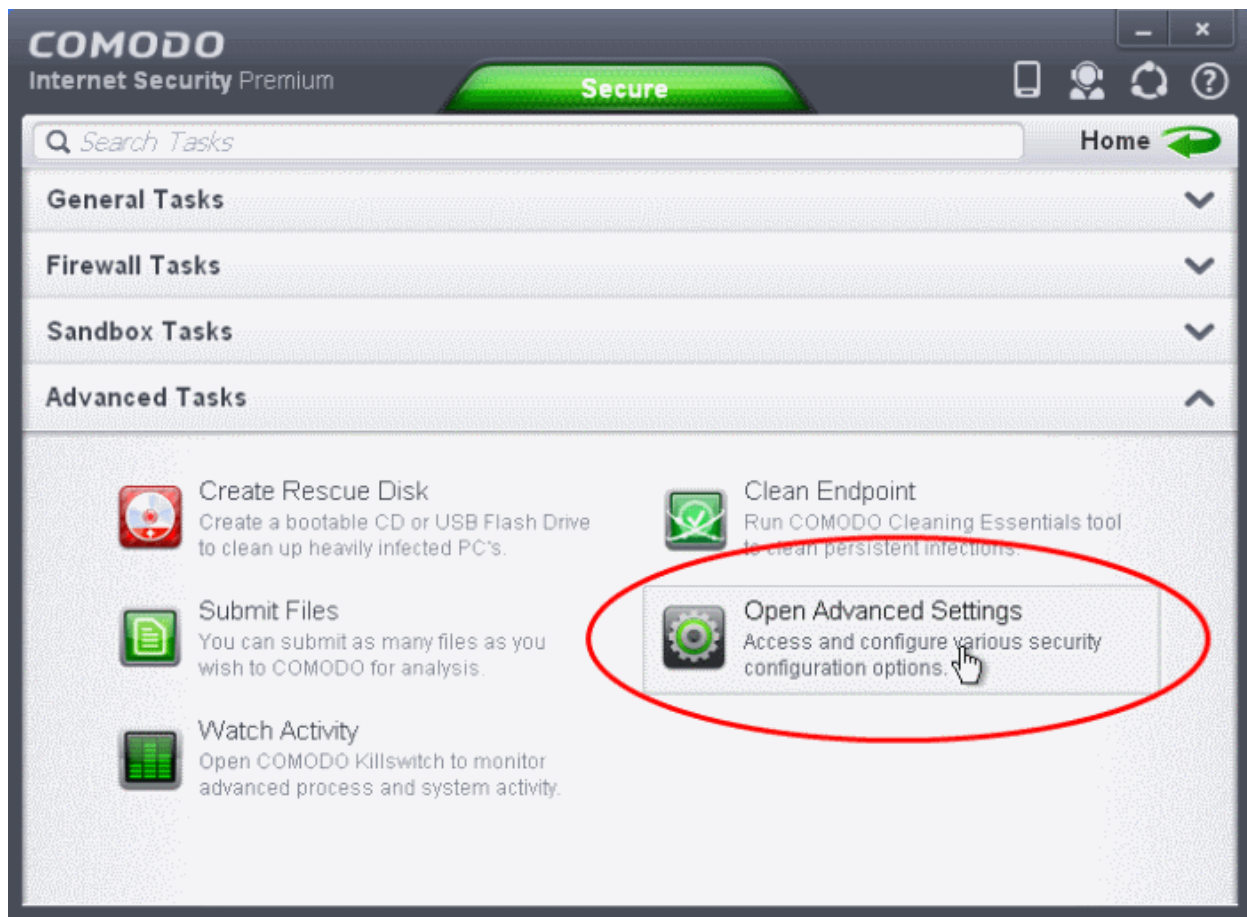 COMODO
Internet Security Premium
Secure
Search Tasks
Home
General Tasks
Firewall Tasks
Sandbox Tasks
Advanced Tasks
Create Rescue Disk
Create a bootable CD or USB Flash Drive
to clean up heavily infected PC's.
Clean Endpoint
Run COMODO Cleaning Essentials tool
to clean persistent infections.
Submit Files
You can submit as many files as you
wish to COMODO for analysis.
Open Advanced Settings
Access and configure various security
configuration options.
Watch Activity
Open COMODO Killswitch to monitor
advanced process and system activity.